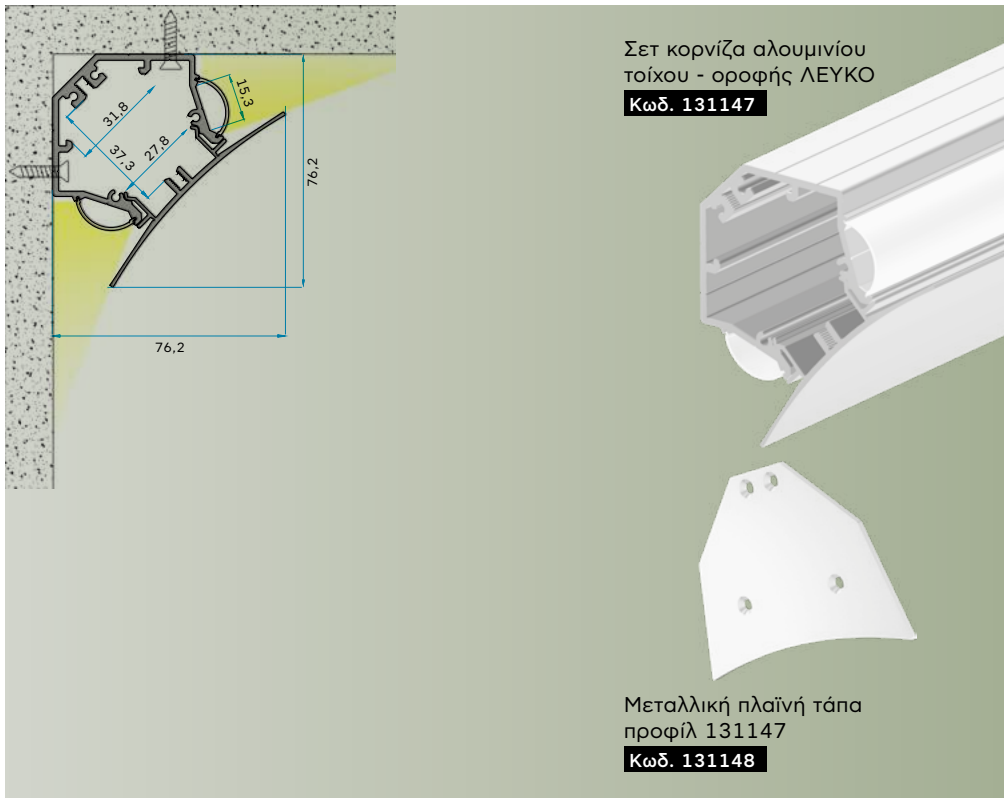 Σετ κορνίζα αλουμινίου
τοίχου - οροφής ΛΕΥΚΟ
Κωδ. 131147
15,3
31,8
37,3
27,8
76,2
76,2
Μεταλλική πλαϊνή τάπα
προφίλ 131147
Κωδ. 131148